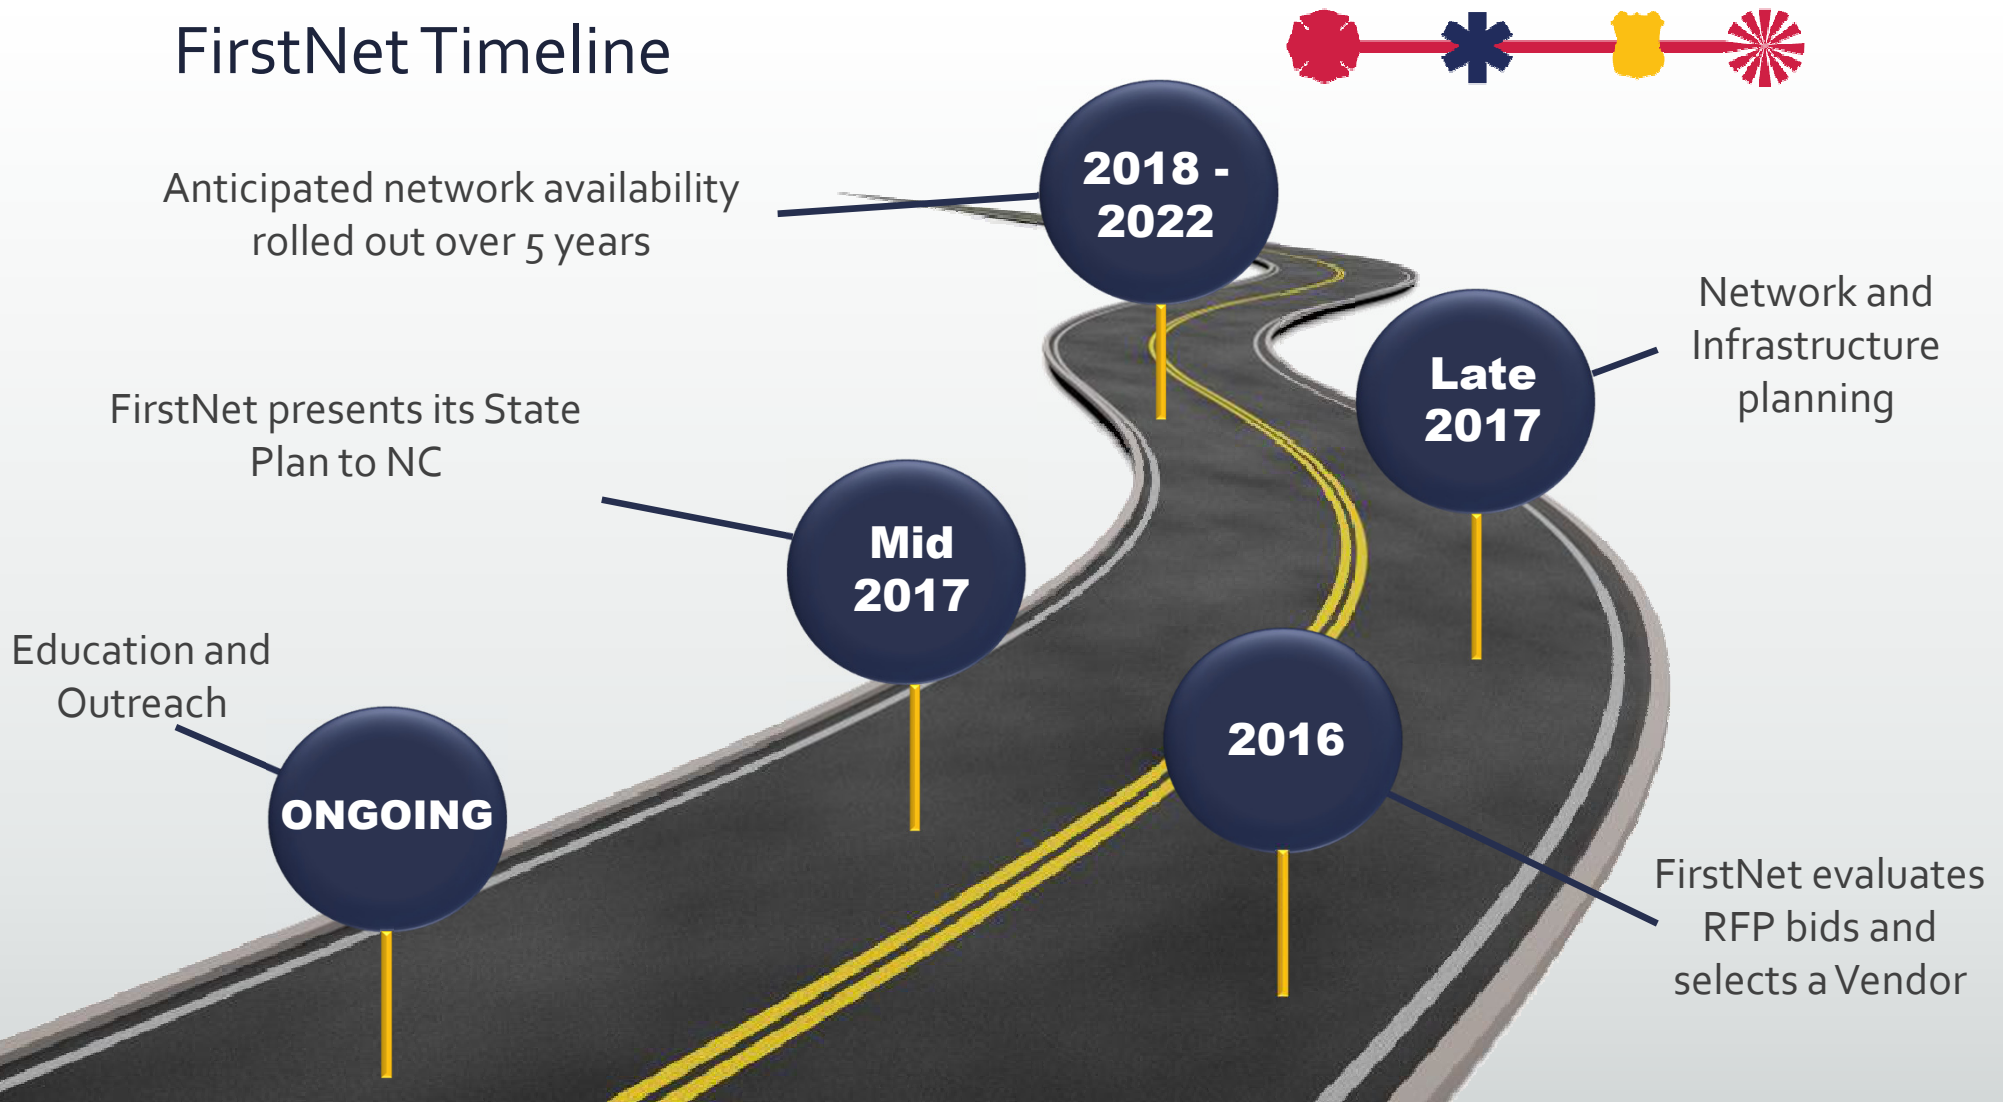 FirstNet Timeline
2018 -
2022
Anticipated network availability
rolled out over 5 years
Network and
Infrastructure
planning
Late
2017
FirstNet presents its State
Plan to NC
Mid
2017
Education and
Outreach
ONGOING
2016
FirstNet evaluates
RFP bids and
selects a Vendor